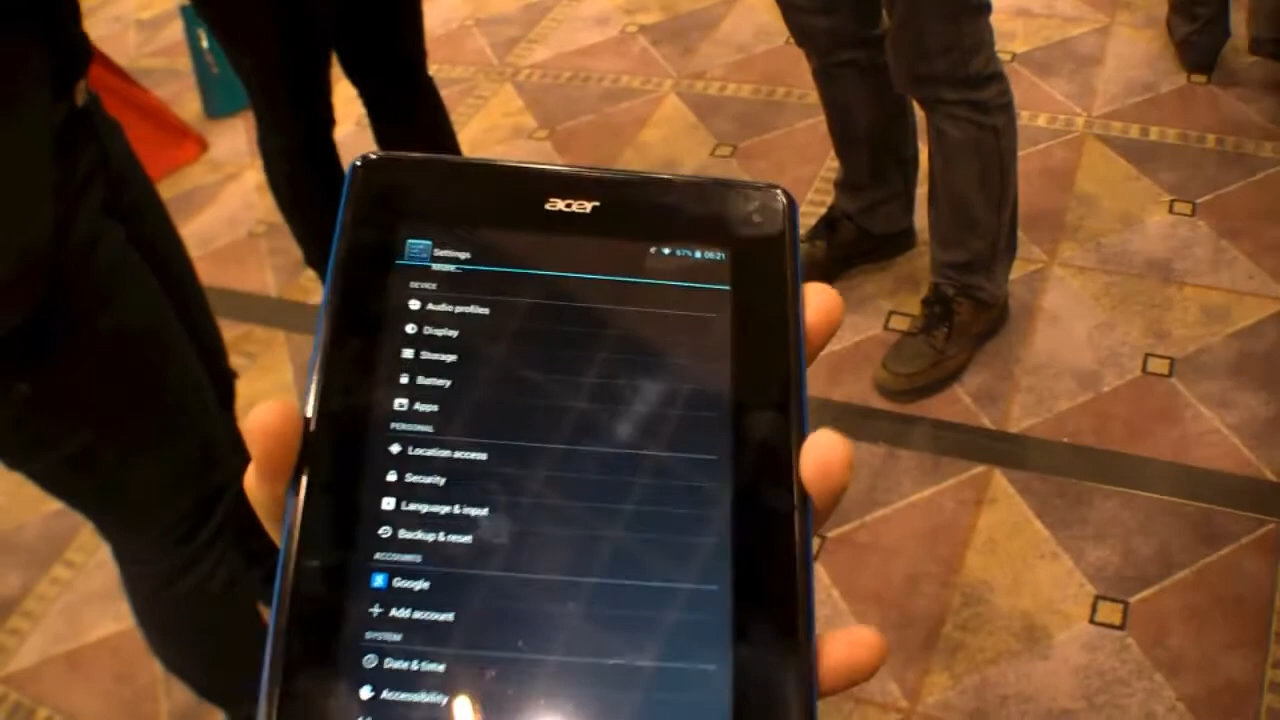 acer
Settings
67% 06:21
More...
DEVICE
Audio profiles
Display
Storage
Battery
Apps
PERSONAL
Location access
Security
Language & input
Backup & reset
ACCOUNTS
Google
Add account
SYSTEM
Date & time
Accessibility